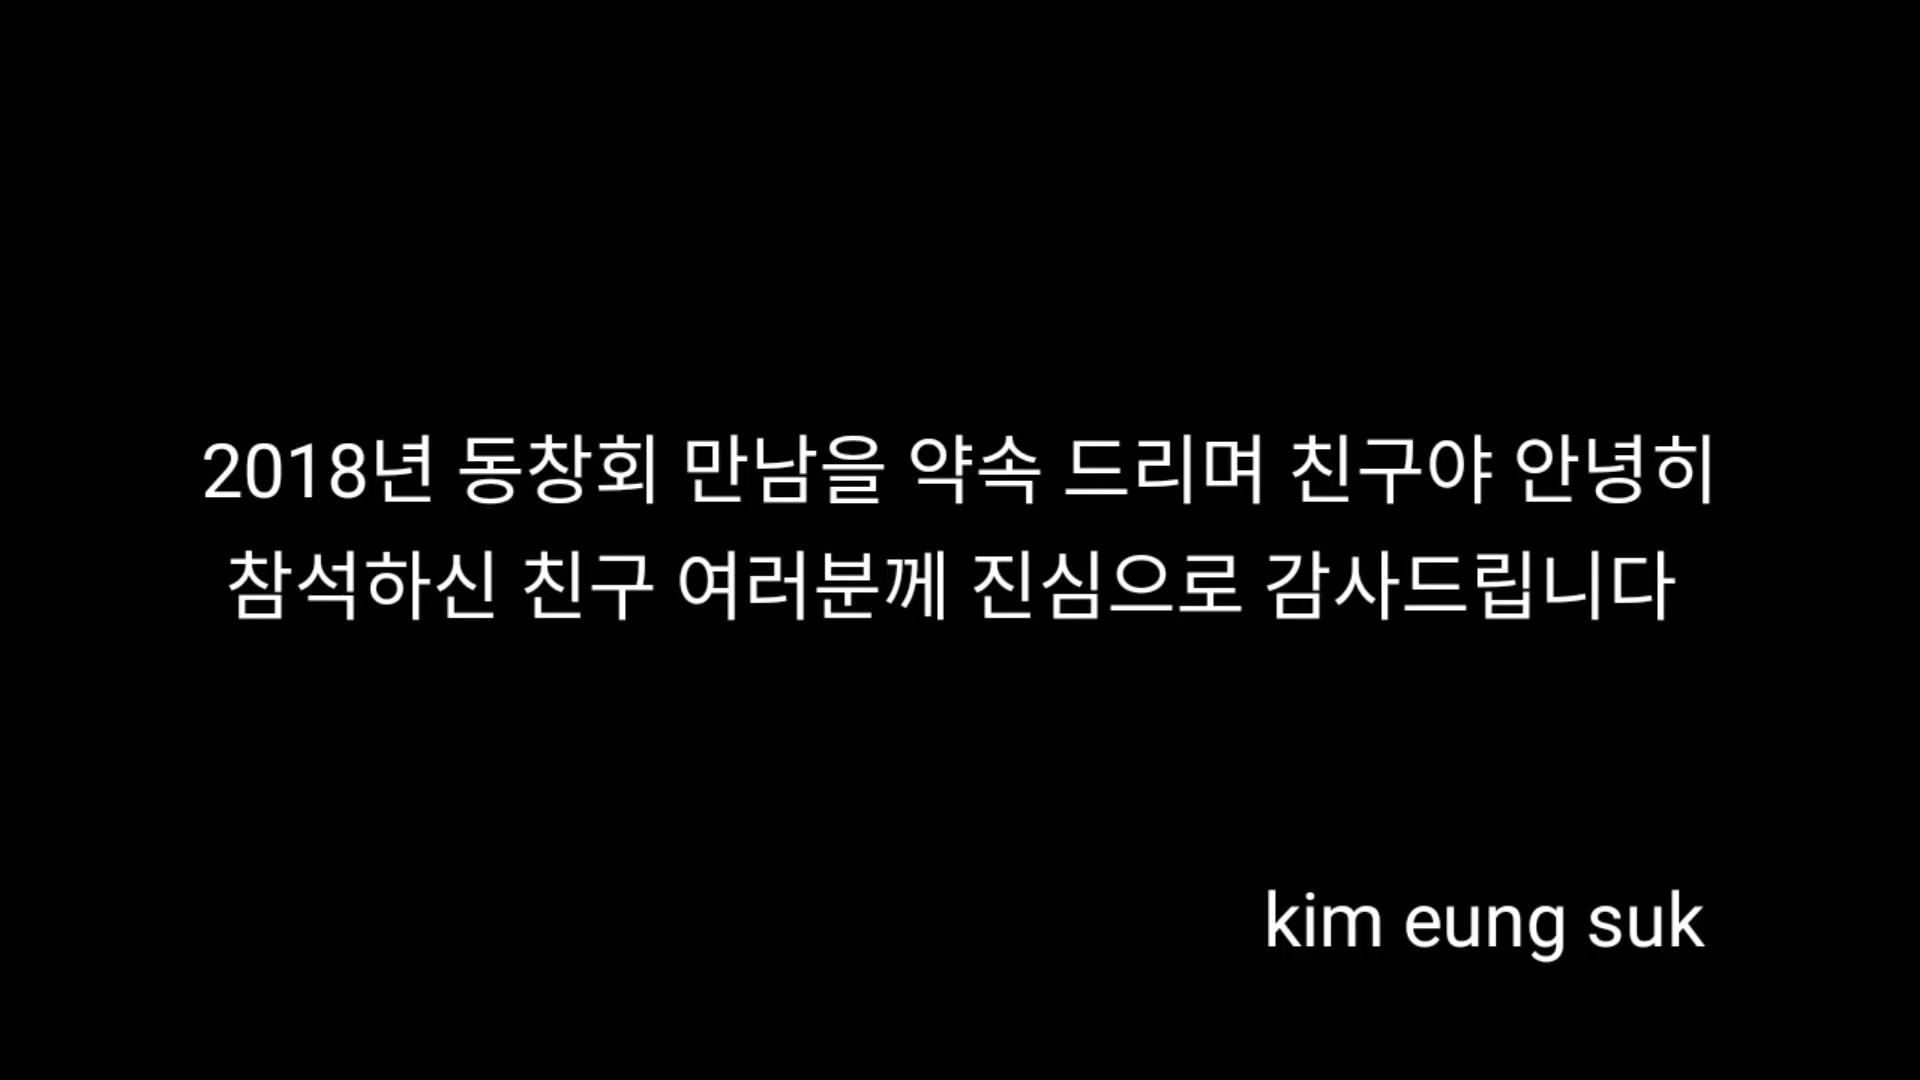 2018년 동창회 만남을 약속 드리며 친구야 안녕히
참석하신 친구 여러분께 진심으로 감사드립니다
kim eung suk